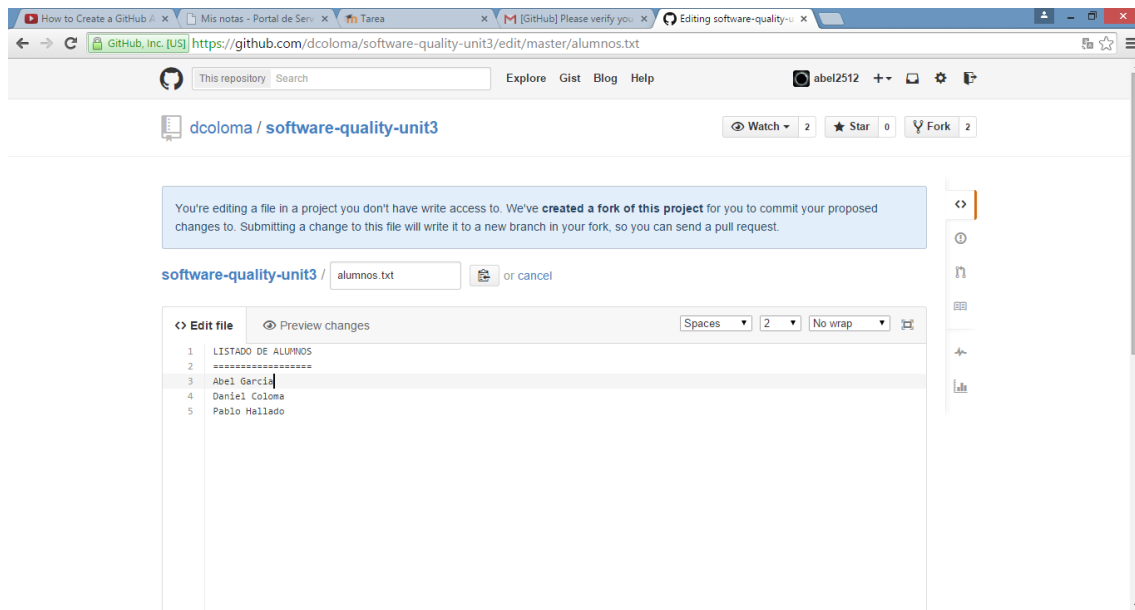 How to Create a GitHub A
Mis notas - Portal de Serv
Tarea
[GitHub] Please verify you
Editing software-quality-u
GitHub, Inc. [US] https://github.com/dcoloma/software-quality-unit3/edit/master/alumnos.txt
This repository Search
Explore Gist Blog Help
abel2512
dcoloma / software-quality-unit3
Watch 2
Star 0
Fork 2
You're editing a file in a project you don't have write access to. We've created a fork of this project for you to commit your proposed
changes to. Submitting a change to this file will write it to a new branch in your fork, so you can send a pull request.
software-quality-unit3 / alumnos.txt or cancel
<> Edit file Preview changes Spaces 2 No wrap
1 LISTADO DE ALUMNOS
2 ==================
3 Abel Garcia
4 Daniel Coloma
5 Pablo Hallado